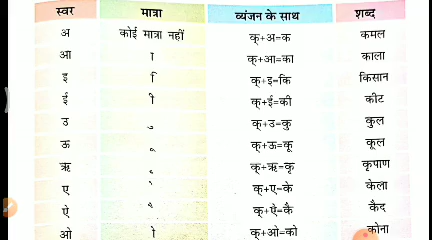 स्वर मात्रा व्यंजन के साथ शब्द
अ कोई मात्रा नहीं क्+अ=क कमल
आ ा क्+आ=का काला
इ ि क्+इ=कि किसान
ई ी क्+ई=की कीट
उ ु क्+उ=कु कुल
ऊ ू क्+ऊ=कू कूल
ऋ ृ क्+ऋ=कृ कृपाण
ए े क्+ए=के केला
ऐ ै क्+ऐ=कै कैद
ओ ो क्+ओ=को कोना